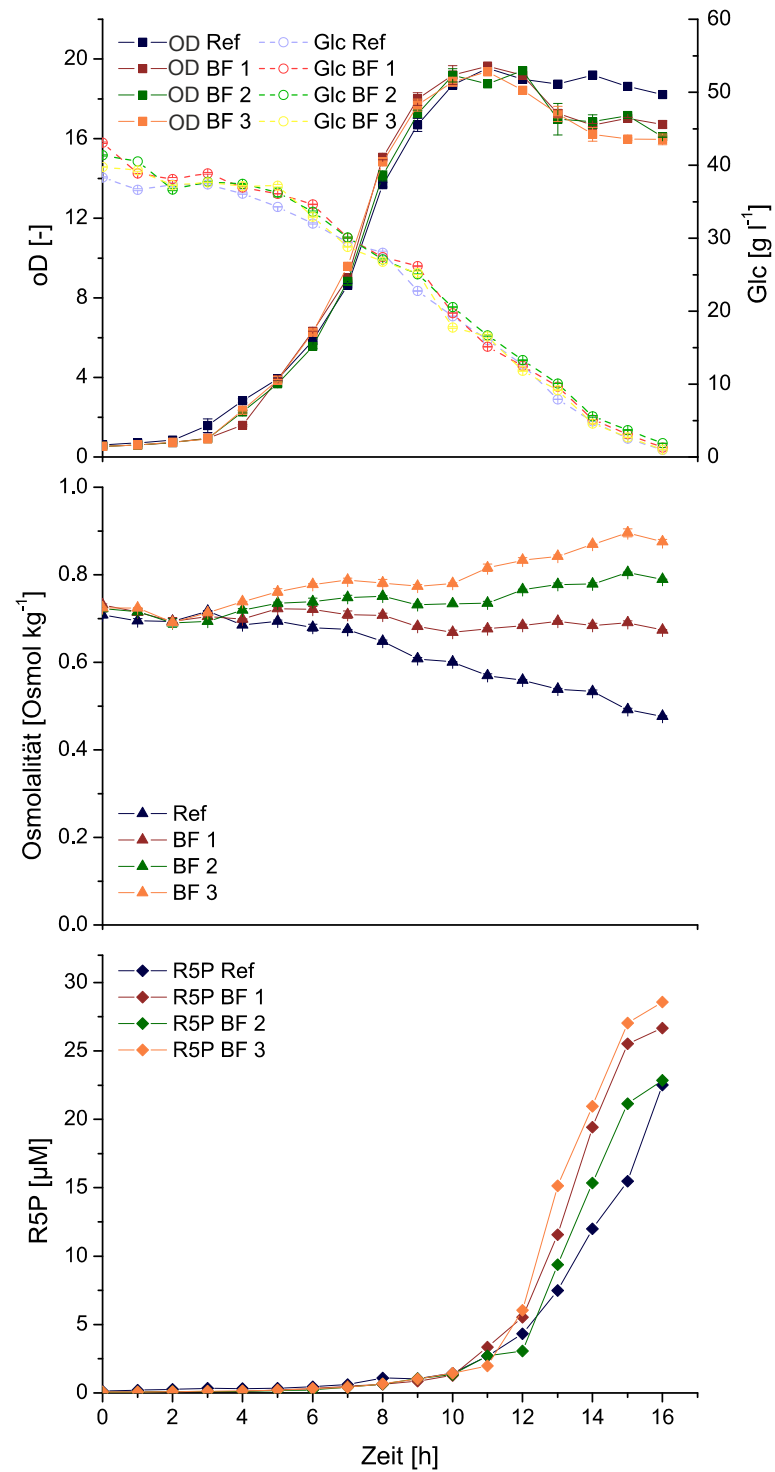 OD Ref
OD BF 1
OD BF 2
OD BF 3
Glc Ref
Glc BF 1
Glc BF 2
Glc BF 3
20
16
12
8
4
0
oD [-]
60
50
40
30
20
10
0
Glc [g l-1]
1.0
0.8
0.6
0.4
0.2
0.0
Osmolalität [Osmol kg-1]
Ref
BF 1
BF 2
BF 3
R5P Ref
R5P BF 1
R5P BF 2
R5P BF 3
30
25
20
15
10
5
0
R5P [µM]
0 2 4 6 8 10 12 14 16
Zeit [h]